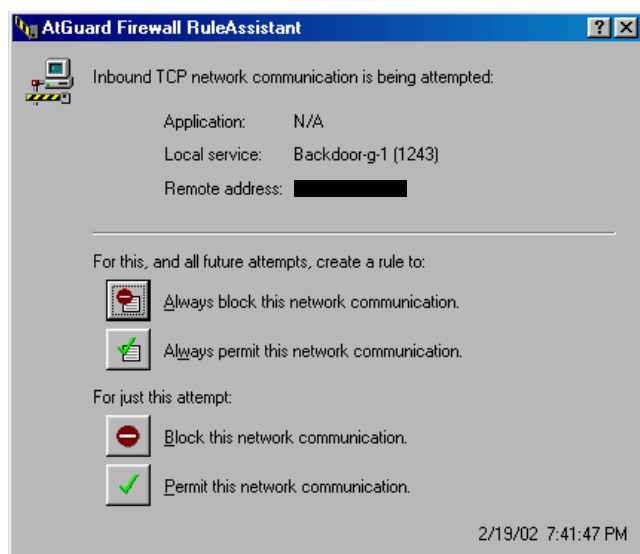 AtGuard Firewall RuleAssistant
Inbound TCP network communication is being attempted:
Application: N/A
Local service: Backdoor-g-1 (1243)
Remote address:
For this, and all future attempts, create a rule to:
Always block this network communication.
Always permit this network communication.
For just this attempt:
Block this network communication.
Permit this network communication.
2/19/02 7:41:47 PM